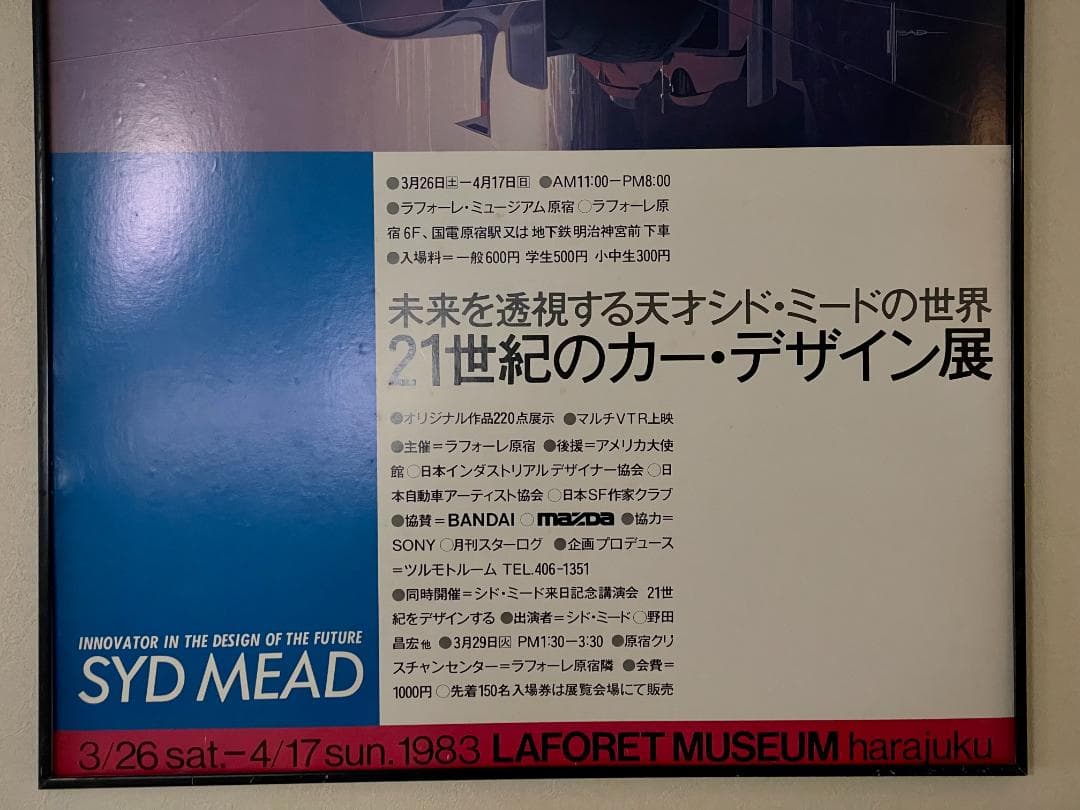 ●3月26日土—4月17日日 ●AM11:00—PM8:00
●ラフォーレ・ミュージアム原宿 ○ラフォーレ原
宿6F、国電原宿駅又は地下鉄明治神宮前下車
●入場料=一般600円 学生500円 小中生300円
未来を透視する天才シド・ミードの世界
21世紀のカー・デザイン展
●オリジナル作品220点展示 ●マルチVTR上映
●主催=ラフォーレ原宿 ●後援=アメリカ大使
館 ○日本インダストリアルデザイナー協会 ○日
本自動車アーティスト協会 ○日本SF作家クラブ
●協賛=BANDAI ○mazda ●協力=
SONY ○月刊スターログ ●企画プロデュース
=ツルモトルーム TEL.406-1351
●同時開催=シド・ミード来日記念講演会 21世
紀をデザインする ●出演者=シド・ミード ○野田
昌宏他 ●3月29日火 PM1:30—3:30 ●原宿クリ
スチャンセンター=ラフォーレ原宿隣 ●会費=
1000円 ○先着150名入場券は展覧会場にて販売
INNOVATOR IN THE DESIGN OF THE FUTURE
SYD MEAD
3/26 sat.—4/17 sun. 1983 LAFORET MUSEUM harajuku